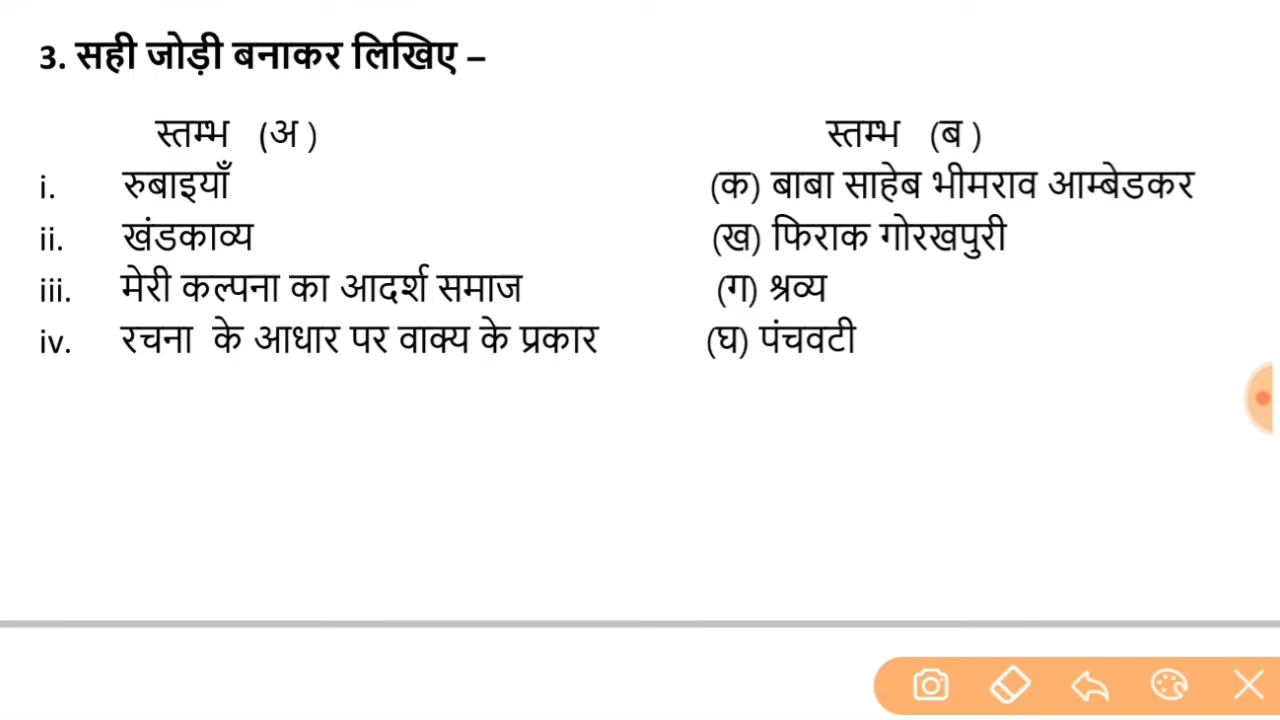 3. सही जोड़ी बनाकर लिखिए –
स्तम्भ (अ ) स्तम्भ (ब )
i. रुबाइयाँ (क) बाबा साहेब भीमराव आम्बेडकर
ii. खंडकाव्य (ख) फिराक गोरखपुरी
iii. मेरी कल्पना का आदर्श समाज (ग) श्रव्य
iv. रचना के आधार पर वाक्य के प्रकार (घ) पंचवटी